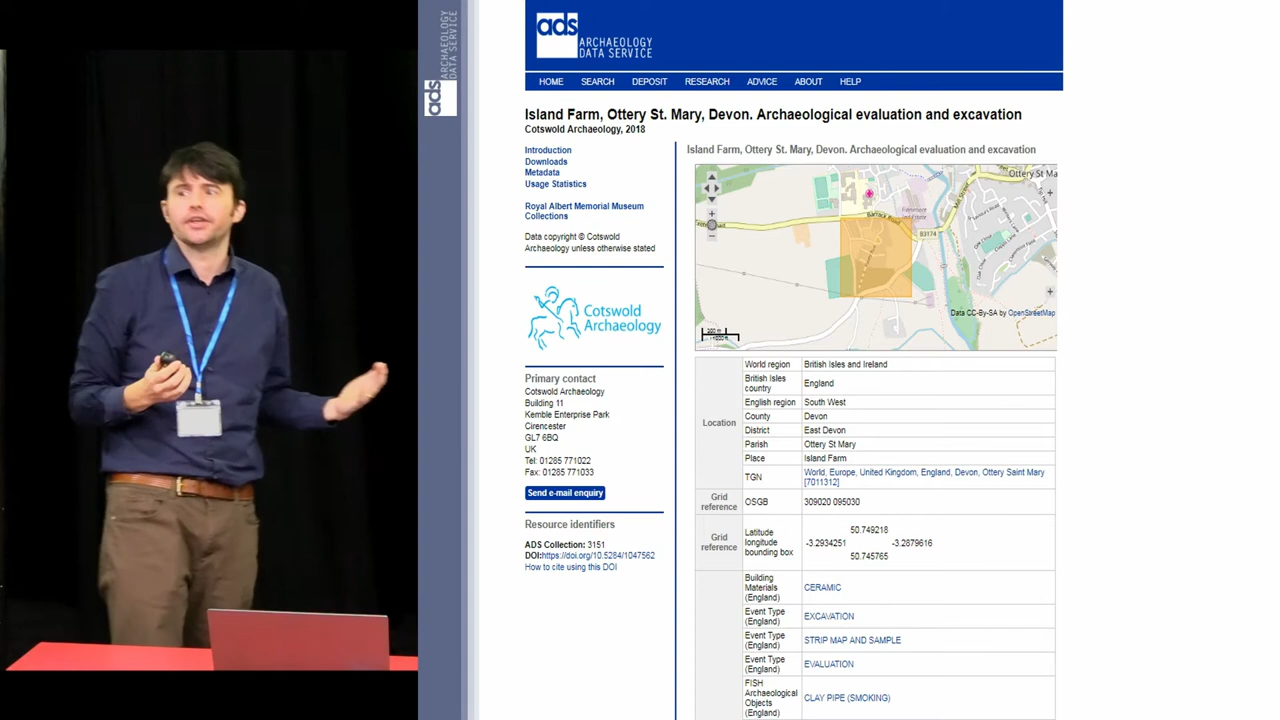 ads
ARCHAEOLOGY
DATA SERVICE
ads
ARCHAEOLOGY
DATA SERVICE
HOME SEARCH DEPOSIT RESEARCH ADVICE ABOUT HELP
Island Farm, Ottery St. Mary, Devon. Archaeological evaluation and excavation
Cotswold Archaeology, 2018
Introduction
Downloads
Metadata
Usage Statistics
Royal Albert Memorial Museum
Collections
Data copyright © Cotswold
Archaeology unless otherwise stated
Cotswold
Archaeology
Primary contact
Cotswold Archaeology
Building 11
Kemble Enterprise Park
Cirencester
GL7 6BQ
UK
Tel: 01285 771022
Fax: 01285 771033
Send e-mail enquiry
Resource identifiers
ADS Collection: 3151
DOI:https://doi.org/10.5284/1047562
How to cite using this DOI
Island Farm, Ottery St. Mary, Devon. Archaeological evaluation and excavation
Ottery St Ma
Mill Street
Barrack Road
B3174
Data CC-By-SA by OpenStreetMap
Location
World region British Isles and Ireland
British Isles
country
England
English region South West
County Devon
District East Devon
Parish Ottery St Mary
Place Island Farm
TGN
World, Europe, United Kingdom, England, Devon, Ottery Saint Mary
[7011312]
Grid
reference
OSGB 309020 095030
Grid
reference
Latitude
longitude
bounding box
50.749218
-3.2934251 -3.2879616
50.745765
Building
Materials
(England)
CERAMIC
Event Type
(England)
EXCAVATION
Event Type
(England)
STRIP MAP AND SAMPLE
Event Type
(England)
EVALUATION
FISH
Archaeological
Objects
(England)
CLAY PIPE (SMOKING)